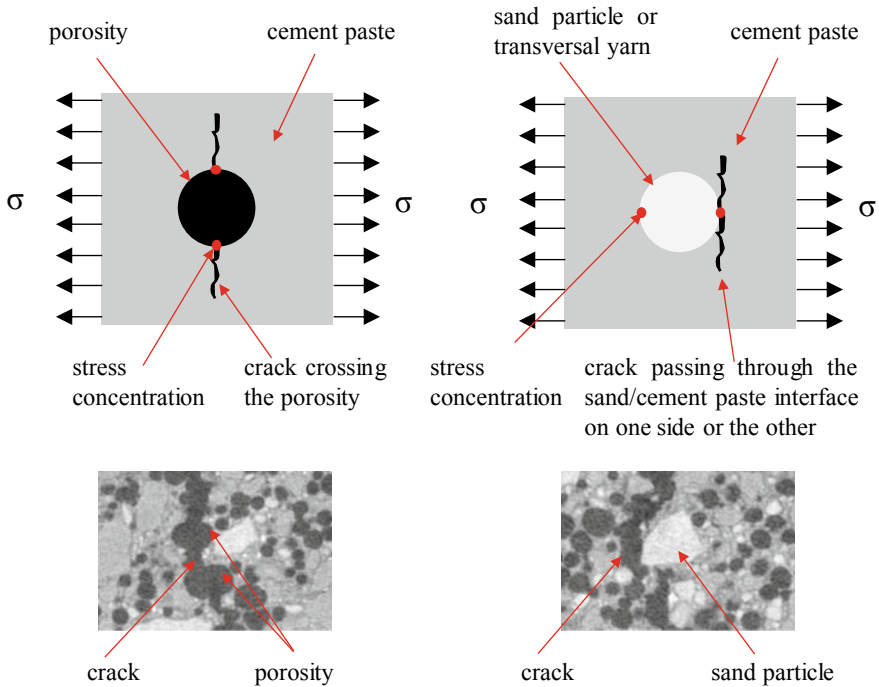 porosity
cement paste
σ
σ
stress
concentration
crack crossing
the porosity
sand particle or
transversal yarn
cement paste
σ
σ
stress
concentration
crack passing through the
sand/cement paste interface
on one side or the other
crack
porosity
crack
sand particle